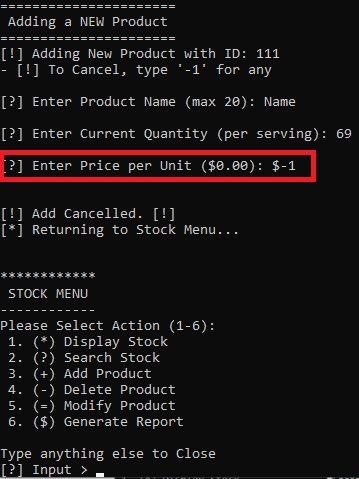 ======================
Adding a NEW Product
======================
[!] Adding New Product with ID: 111
- [!] To Cancel, type '-1' for any
[?] Enter Product Name (max 20): Name
[?] Enter Current Quantity (per serving): 69
[?] Enter Price per Unit ($0.00): $-1
[!] Add Cancelled. [!]
[*] Returning to Stock Menu...
************
STOCK MENU
------------
Please Select Action (1-6):
1. (*) Display Stock
2. (?) Search Stock
3. (+) Add Product
4. (-) Delete Product
5. (=) Modify Product
6. ($) Generate Report
Type anything else to Close
[?] Input > _